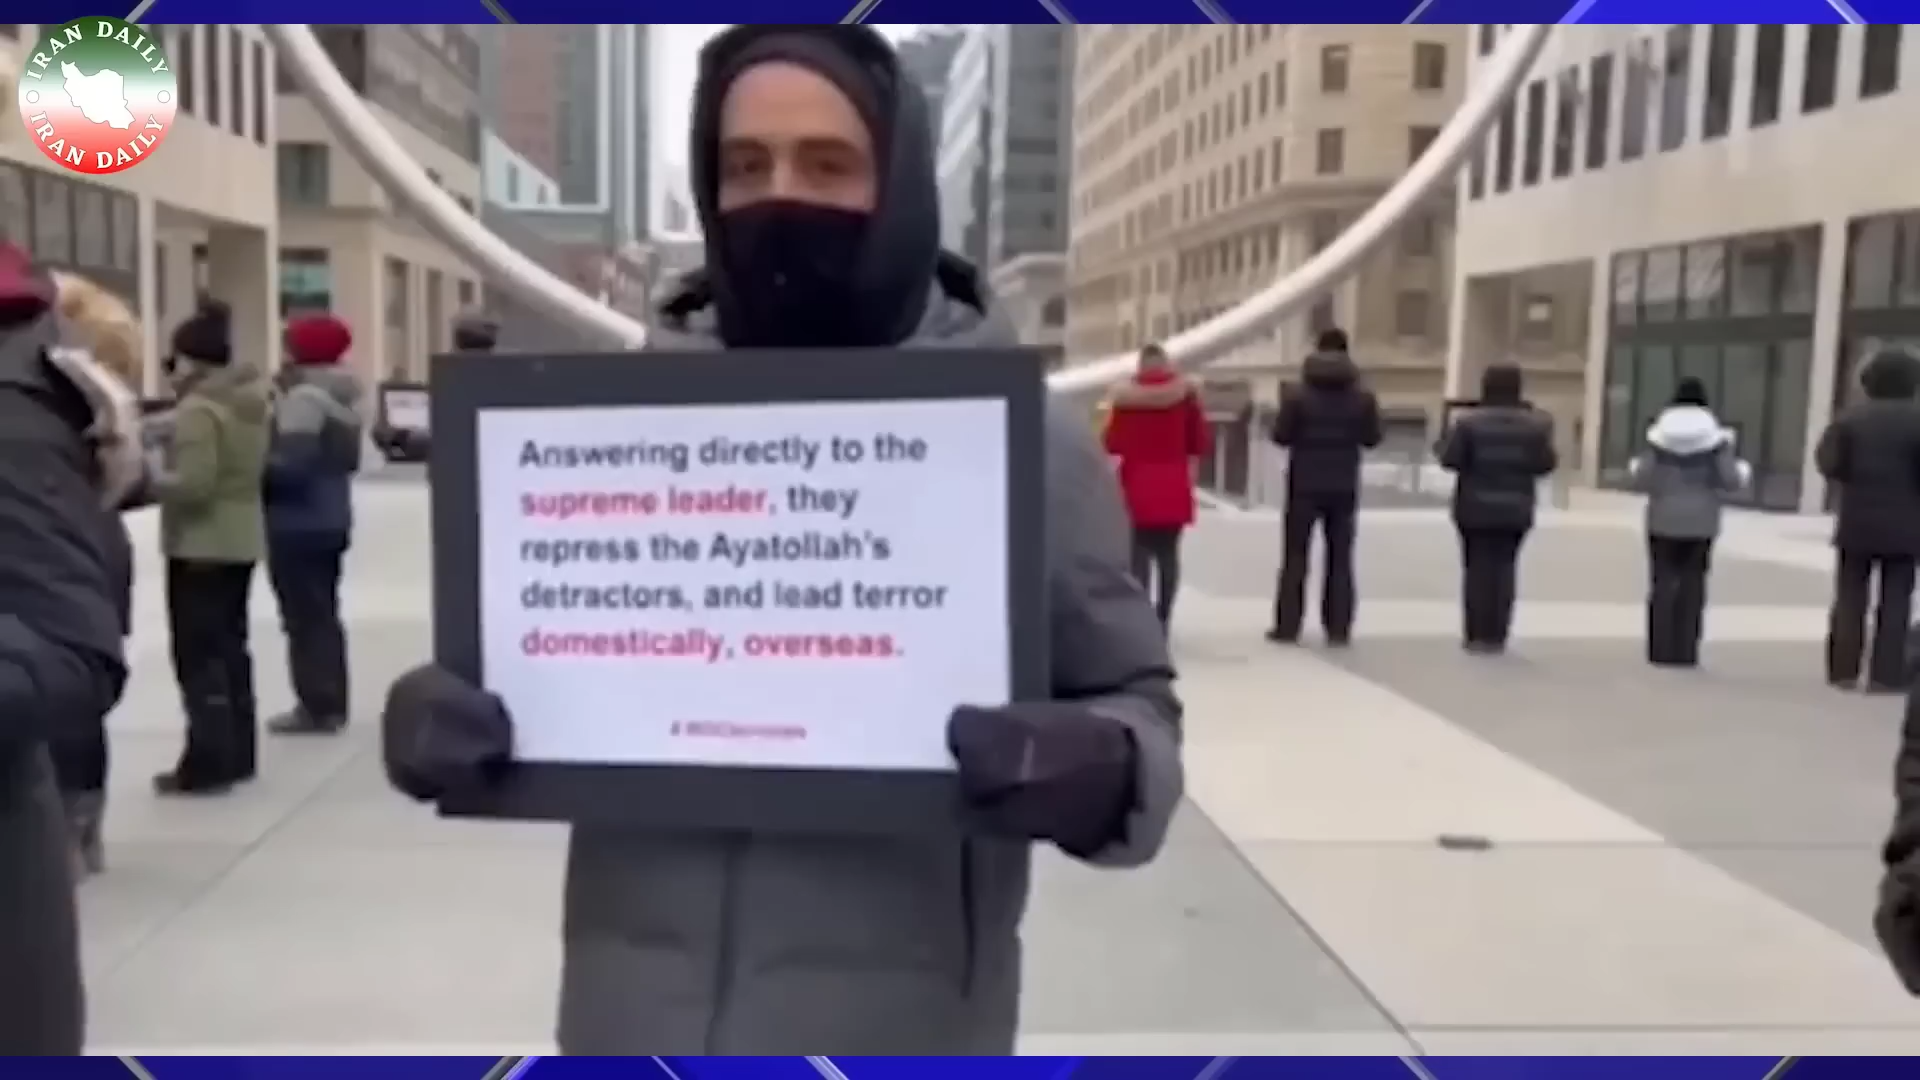 IRAN DAILY
IRAN DAILY
Answering directly to the
supreme leader, they
repress the Ayatollah's
detractors, and lead terror
domestically, overseas.